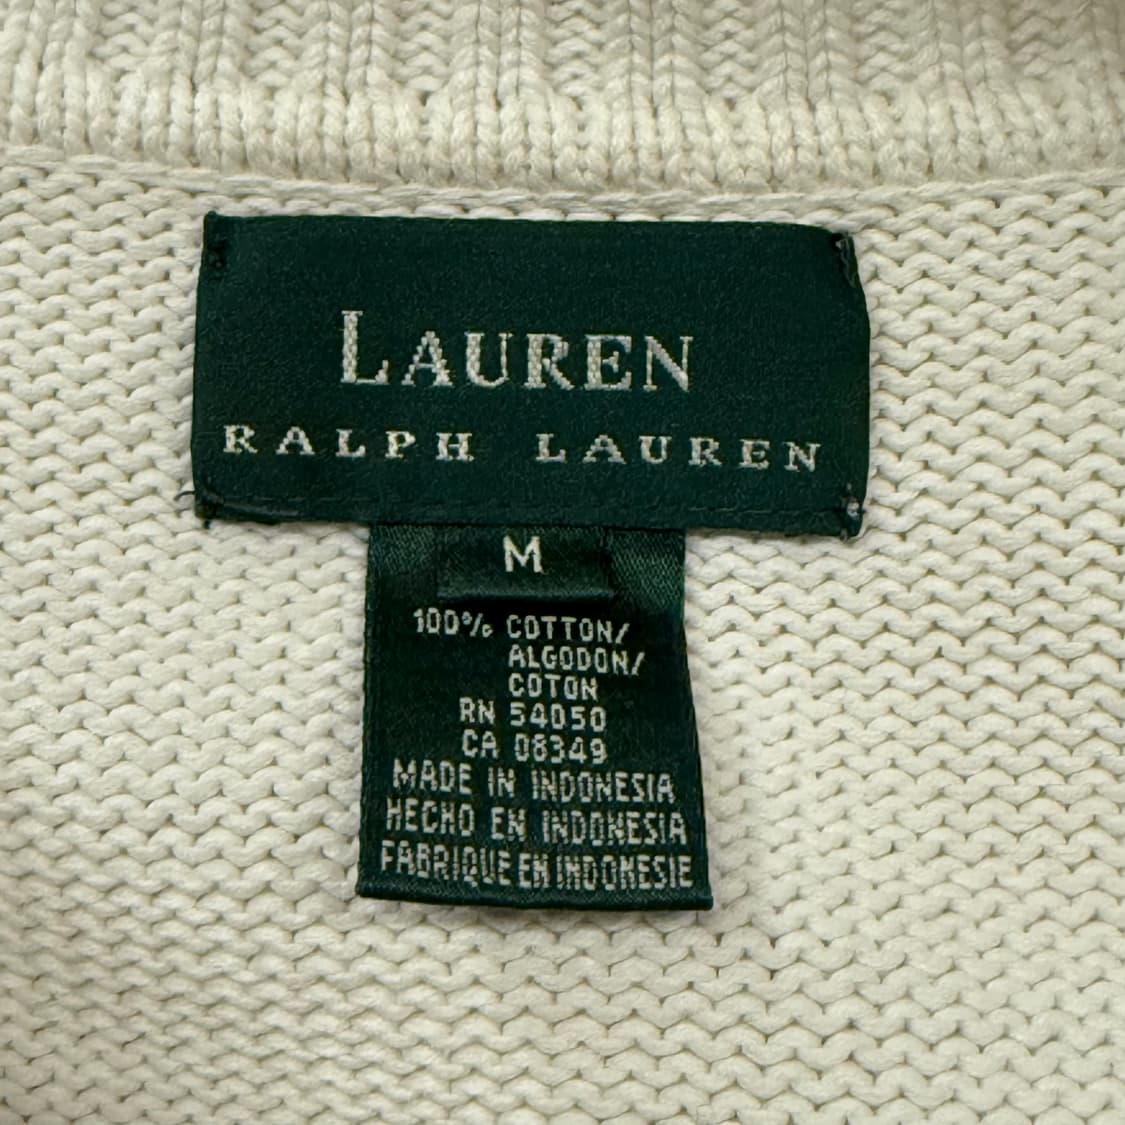 LAUREN
RALPH LAUREN
M
100% COTTON/
ALGODON/
COTON
RN 54050
CA 08349
MADE IN INDONESIA
HECHO EN INDONESIA
FABRIQUE EN INDONESIE